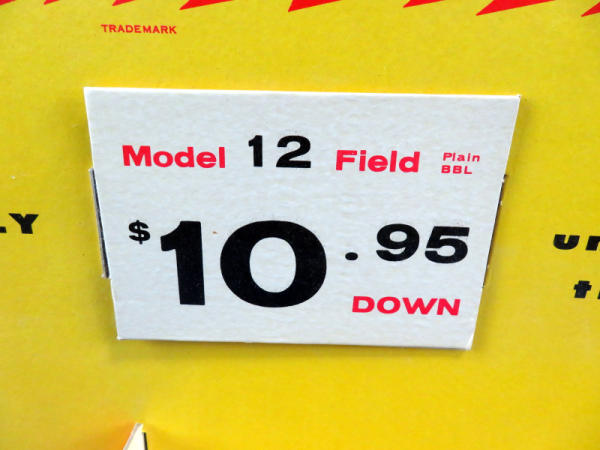 TRADEMARK
Model 12 Field Plain BBL
$10.95
DOWN